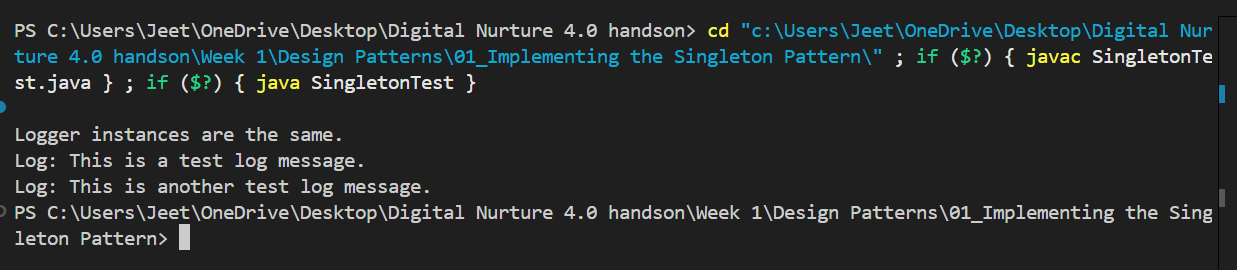 PS C:\Users\Jeet\OneDrive\Desktop\Digital Nurture 4.0 handson> cd "c:\Users\Jeet\OneDrive\Desktop\Digital Nur
ture 4.0 handson\Week 1\Design Patterns\01_Implementing the Singleton Pattern\" ; if ($?) { javac SingletonTe
st.java } ; if ($?) { java SingletonTest }
Logger instances are the same.
Log: This is a test log message.
Log: This is another test log message.
PS C:\Users\Jeet\OneDrive\Desktop\Digital Nurture 4.0 handson\Week 1\Design Patterns\01_Implementing the Sing
leton Pattern>